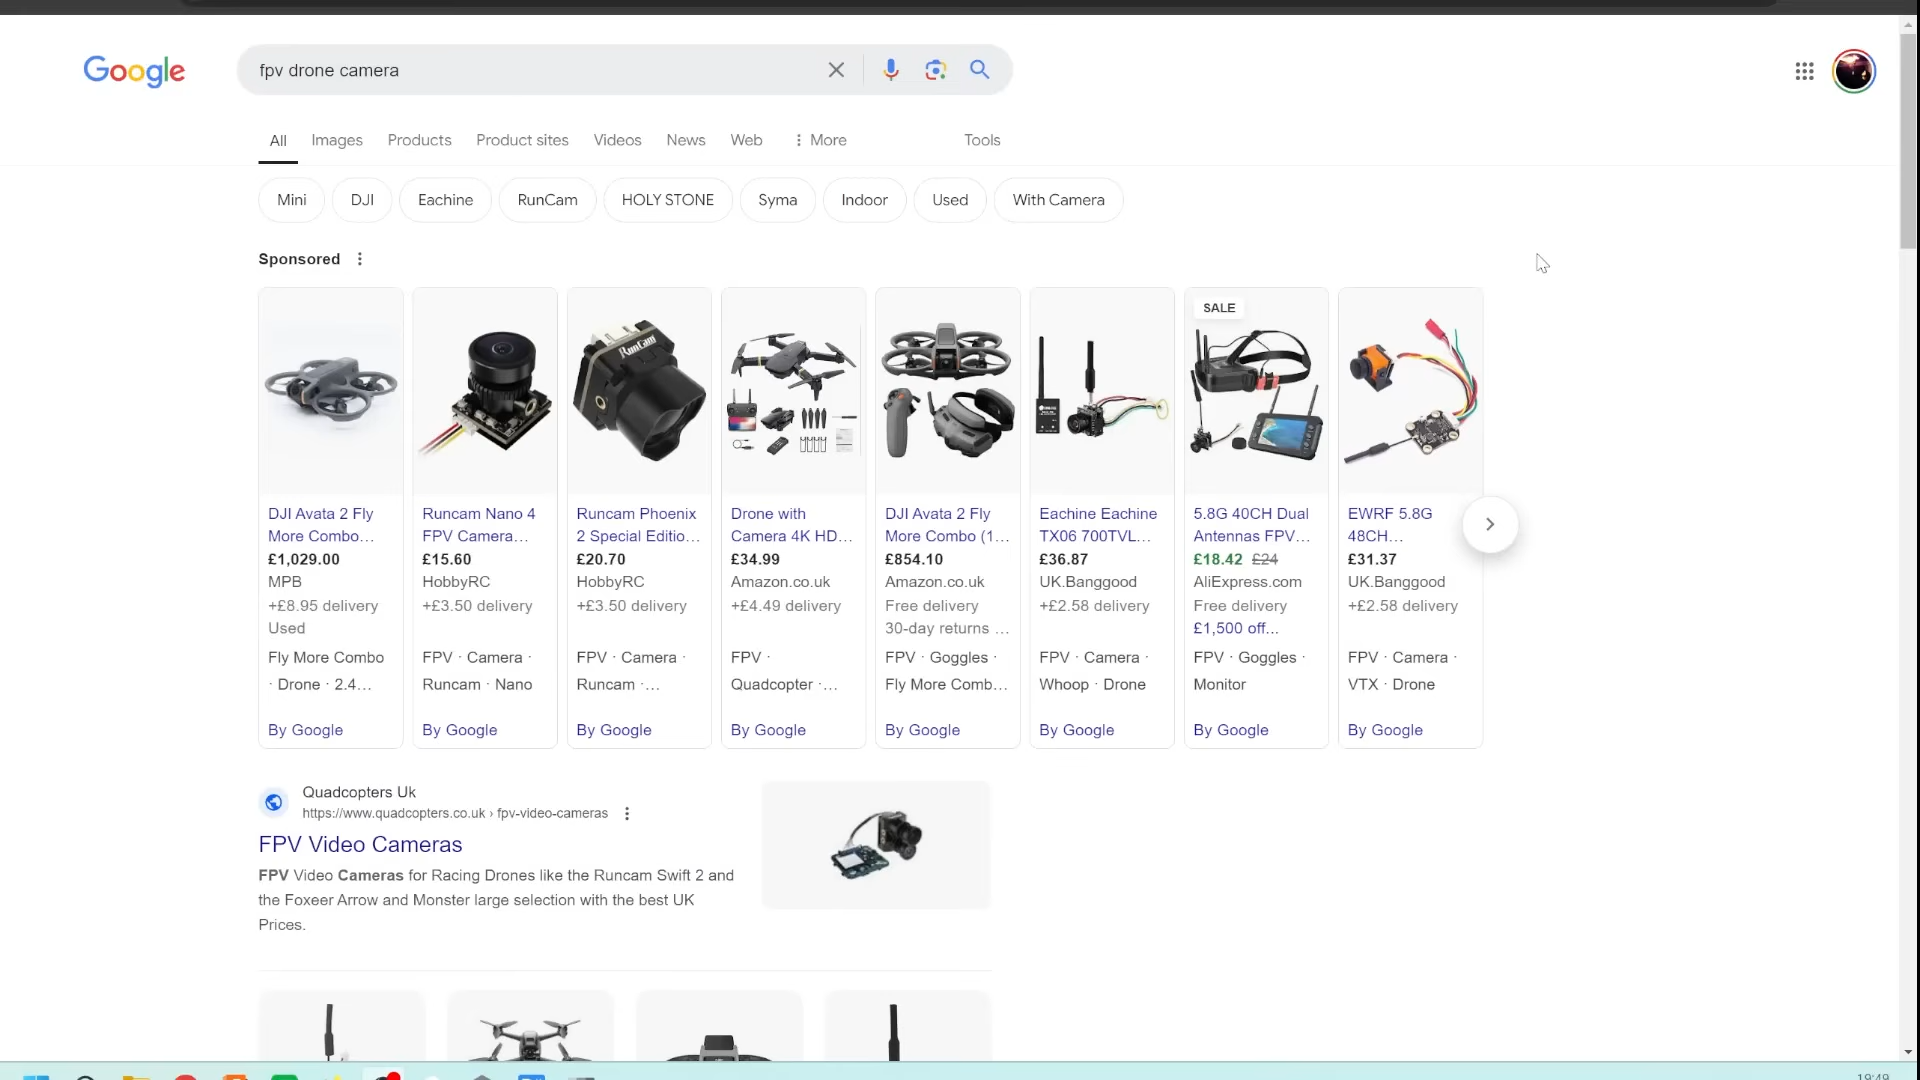 Google
fpv drone camera
All Images Products Product sites Videos News Web More Tools
Mini DJI Eachine RunCam HOLY STONE Syma Indoor Used With Camera
Sponsored
DJI Avata 2 Fly
More Combo...
£1,029.00
MPB
+£8.95 delivery
Used
Fly More Combo
· Drone · 2.4...
By Google
RunCam
Runcam Nano 4
FPV Camera...
£15.60
HobbyRC
+£3.50 delivery
FPV · Camera ·
Runcam · Nano
By Google
Runcam Phoenix
2 Special Editio...
£20.70
HobbyRC
+£3.50 delivery
FPV · Camera ·
Runcam ·...
By Google
Drone with
Camera 4K HD...
£34.99
Amazon.co.uk
+£4.49 delivery
FPV ·
Quadcopter ·...
By Google
DJI Avata 2 Fly
More Combo (1...
£854.10
Amazon.co.uk
Free delivery
30-day returns ...
FPV · Goggles ·
Fly More Comb...
By Google
Eachine Eachine
TX06 700TVL...
£36.87
UK.Banggood
+£2.58 delivery
FPV · Camera ·
Whoop · Drone
By Google
SALE
5.8G 40CH Dual
Antennas FPV...
£18.42 £24
AliExpress.com
Free delivery
£1,500 off...
FPV · Goggles ·
Monitor
By Google
EWRF 5.8G
48CH...
£31.37
UK.Banggood
+£2.58 delivery
FPV · Camera ·
VTX · Drone
By Google
Quadcopters Uk
https://www.quadcopters.co.uk › fpv-video-cameras
FPV Video Cameras
FPV Video Cameras for Racing Drones like the Runcam Swift 2 and
the Foxeer Arrow and Monster large selection with the best UK
Prices.
19:49